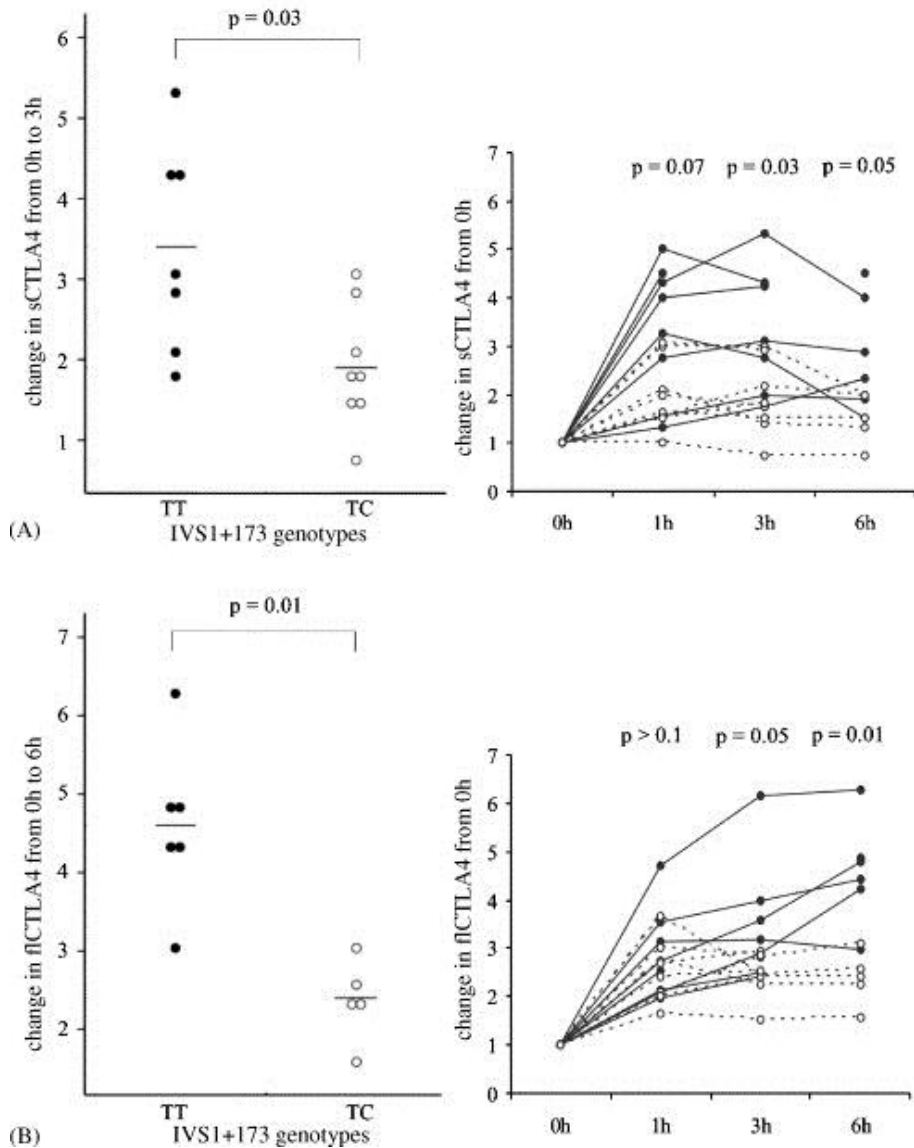 p = 0.03
6
5
4
3
2
1
change in sCTLA4 from 0h to 3h
TT TC
IVS1+173 genotypes
(A)
p = 0.07 p = 0.03 p = 0.05
7
6
5
4
3
2
1
0
change in sCTLA4 from 0h
0h 1h 3h 6h
p = 0.01
7
6
5
4
3
2
change in flCTLA4 from 0h to 6h
TT TC
IVS1+173 genotypes
(B)
p > 0.1 p = 0.05 p = 0.01
7
6
5
4
3
2
1
0
change in flCTLA4 from 0h
0h 1h 3h 6h